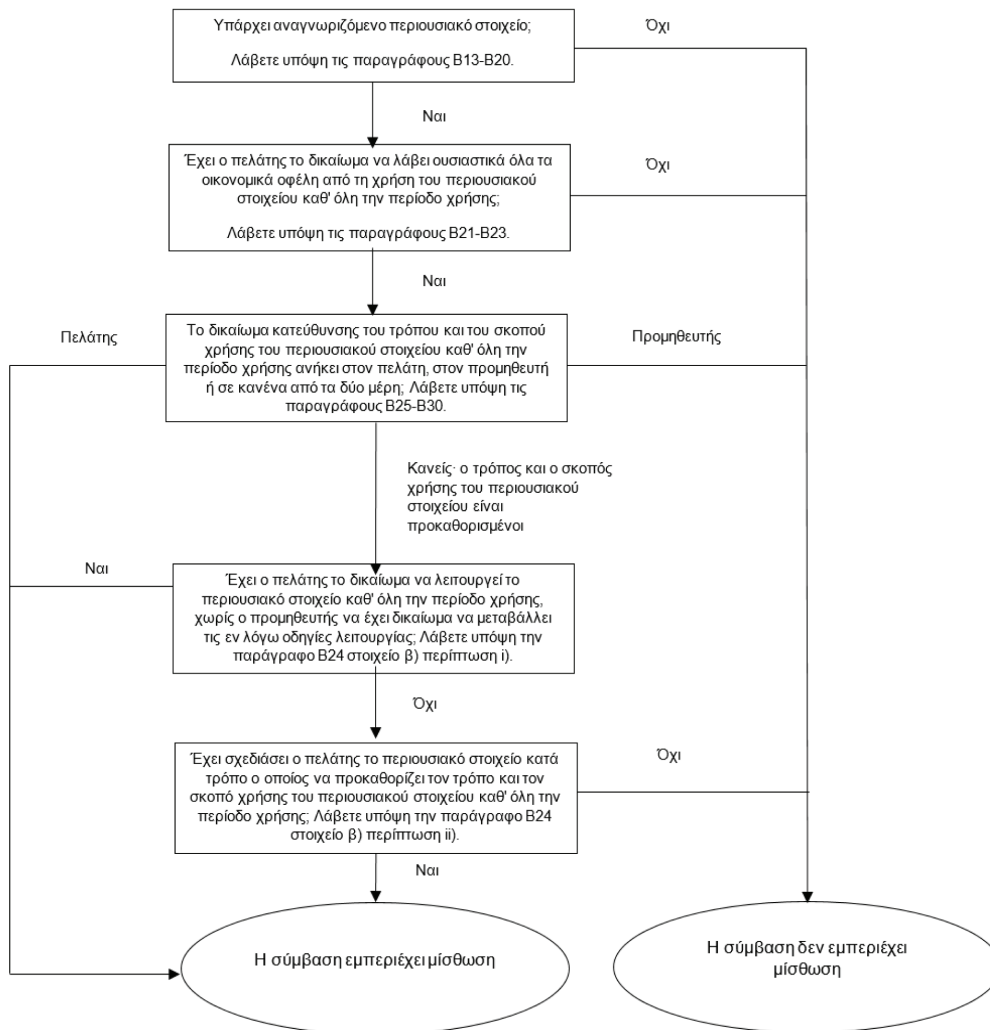 Υπάρχει αναγνωριζόμενο περιουσιακό στοιχείο;
Λάβετε υπόψη τις παραγράφους B13-B20.
Όχι
Ναι
Έχει ο πελάτης το δικαίωμα να λάβει ουσιαστικά όλα τα
οικονομικά οφέλη από τη χρήση του περιουσιακού
στοιχείου καθ' όλη την περίοδο χρήσης;
Λάβετε υπόψη τις παραγράφους B21-B23.
Όχι
Ναι
Πελάτης
Το δικαίωμα κατεύθυνσης του τρόπου και του σκοπού
χρήσης του περιουσιακού στοιχείου καθ' όλη την
περίοδο χρήσης ανήκει στον πελάτη, στον προμηθευτή
ή σε κανένα από τα δύο μέρη; Λάβετε υπόψη τις
παραγράφους B25-B30.
Προμηθευτής
Κανείς· ο τρόπος και ο σκοπός
χρήσης του περιουσιακού
στοιχείου είναι
προκαθορισμένοι
Ναι
Έχει ο πελάτης το δικαίωμα να λειτουργεί το
περιουσιακό στοιχείο καθ' όλη την περίοδο χρήσης,
χωρίς ο προμηθευτής να έχει δικαίωμα να μεταβάλλει
τις εν λόγω οδηγίες λειτουργίας; Λάβετε υπόψη την
παράγραφο B24 στοιχείο β) περίπτωση i).
Όχι
Έχει σχεδιάσει ο πελάτης το περιουσιακό στοιχείο κατά
τρόπο ο οποίος να προκαθορίζει τον τρόπο και τον
σκοπό χρήσης του περιουσιακού στοιχείου καθ' όλη την
περίοδο χρήσης; Λάβετε υπόψη την παράγραφο B24
στοιχείο β) περίπτωση ii).
Όχι
Ναι
Η σύμβαση εμπεριέχει μίσθωση
Η σύμβαση δεν εμπεριέχει
μίσθωση